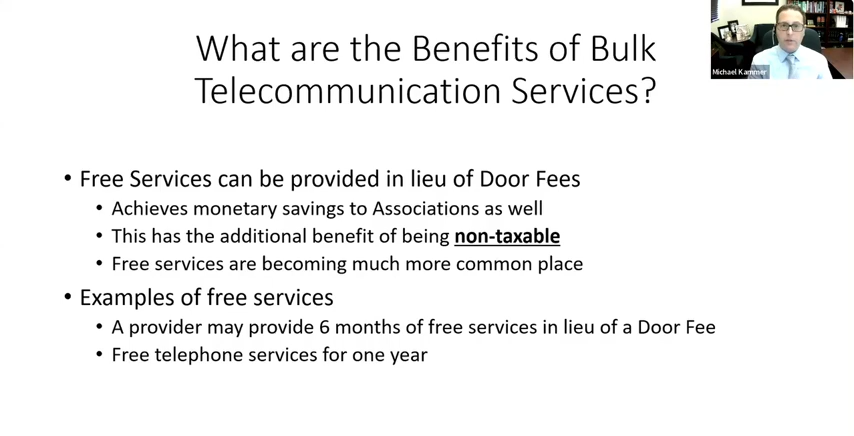 What are the Benefits of Bulk
Telecommunication Services?
Michael Kammer
• Free Services can be provided in lieu of Door Fees
• Achieves monetary savings to Associations as well
• This has the additional benefit of being non-taxable
• Free services are becoming much more common place
• Examples of free services
• A provider may provide 6 months of free services in lieu of a Door Fee
• Free telephone services for one year